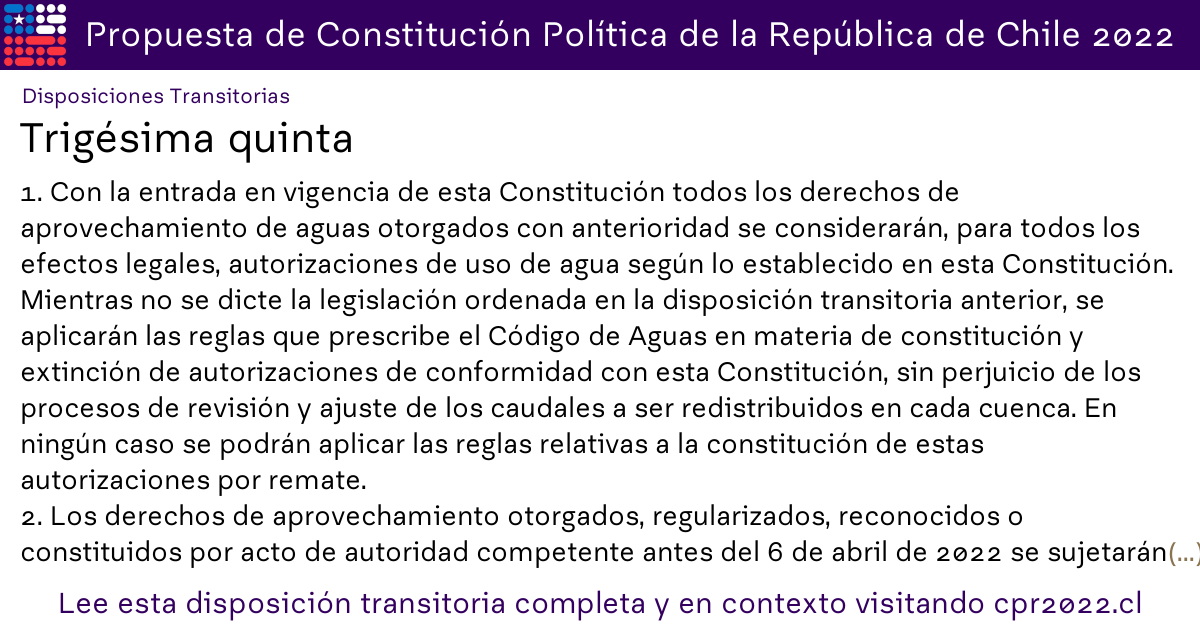 Propuesta de Constitución Política de la República de Chile 2022
Disposiciones Transitorias
Trigésima quinta
1. Con la entrada en vigencia de esta Constitución todos los derechos de
aprovechamiento de aguas otorgados con anterioridad se considerarán, para todos los
efectos legales, autorizaciones de uso de agua según lo establecido en esta Constitución.
Mientras no se dicte la legislación ordenada en la disposición transitoria anterior, se
aplicarán las reglas que prescribe el Código de Aguas en materia de constitución y
extinción de autorizaciones de conformidad con esta Constitución, sin perjuicio de los
procesos de revisión y ajuste de los caudales a ser redistribuidos en cada cuenca. En
ningún caso se podrán aplicar las reglas relativas a la constitución de estas
autorizaciones por remate.
2. Los derechos de aprovechamiento otorgados, regularizados, reconocidos o
constituidos por acto de autoridad competente antes del 6 de abril de 2022 se sujetarán(...)
Lee esta disposición transitoria completa y en contexto visitando cpr2022.cl